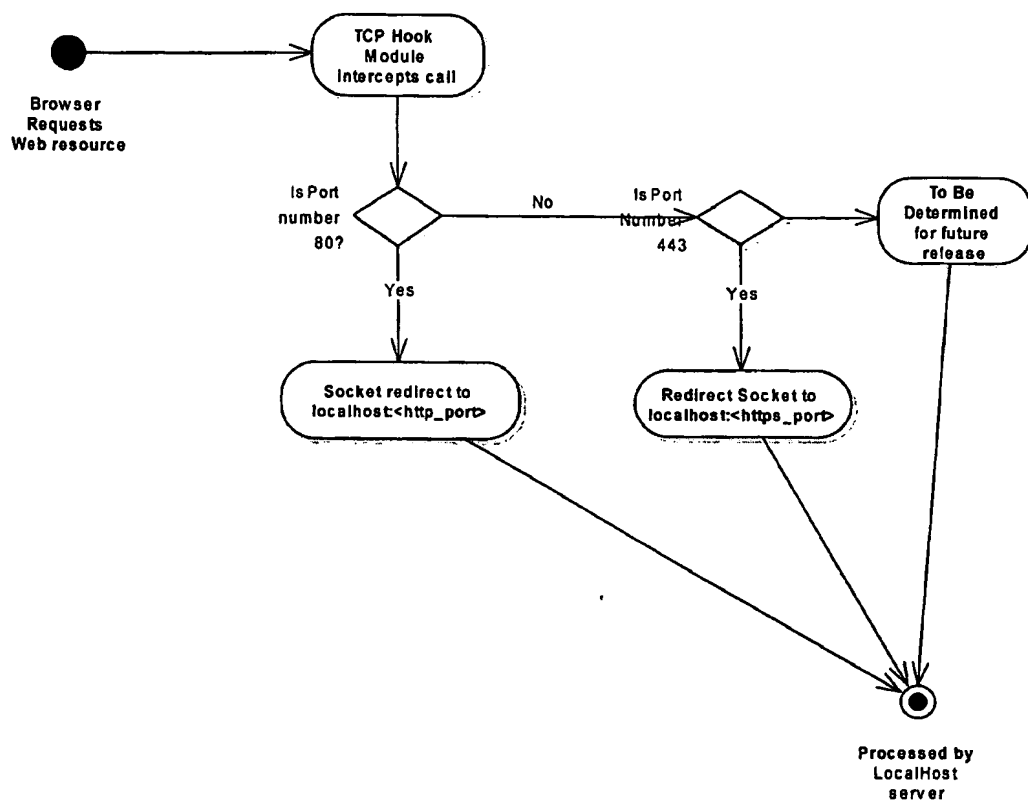 TCP Hook
Module
intercepts call
Browser
Requests
Web resource
Is Port
number
80?
No
Is Port
Number
443
To Be
Determined
for future
release
Yes
Yes
Socket redirect to
localhost:<http_port>
Redirect Socket to
localhost:<https_port>
Processed by
LocalHost
server